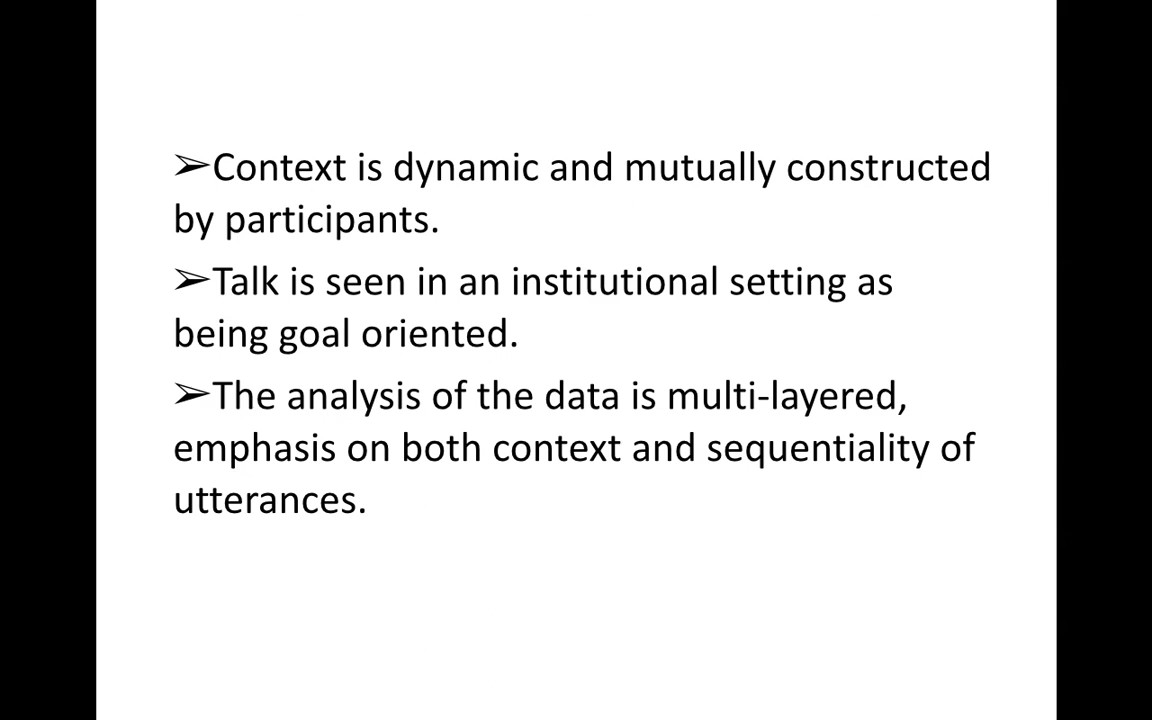 ➢Context is dynamic and mutually constructed
by participants.
➢Talk is seen in an institutional setting as
being goal oriented.
➢The analysis of the data is multi-layered,
emphasis on both context and sequentiality of
utterances.